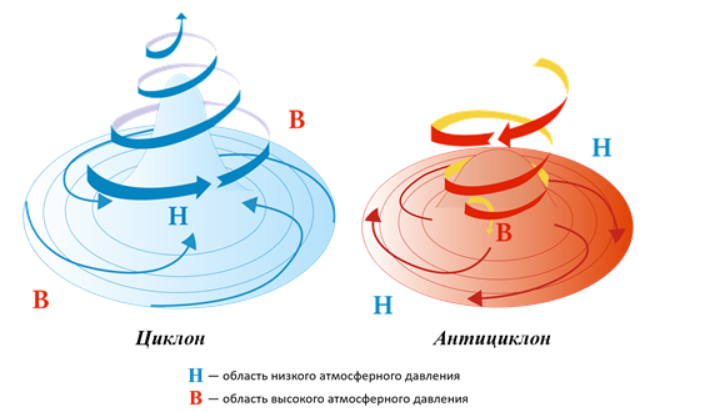 В
Н
Н
В
В
Н
Циклон
Антициклон
Н — область низкого атмосферного давления
В — область высокого атмосферного давления